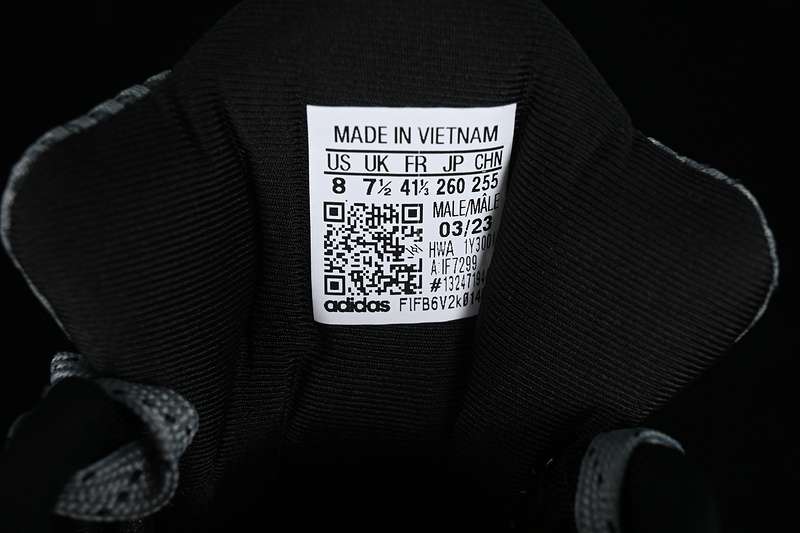 MADE IN VIETNAM
US UK FR JP CHN
8 7½ 41⅓ 260 255
MALE/MÂLE
03/23
HWA
A:IF7299
adidas